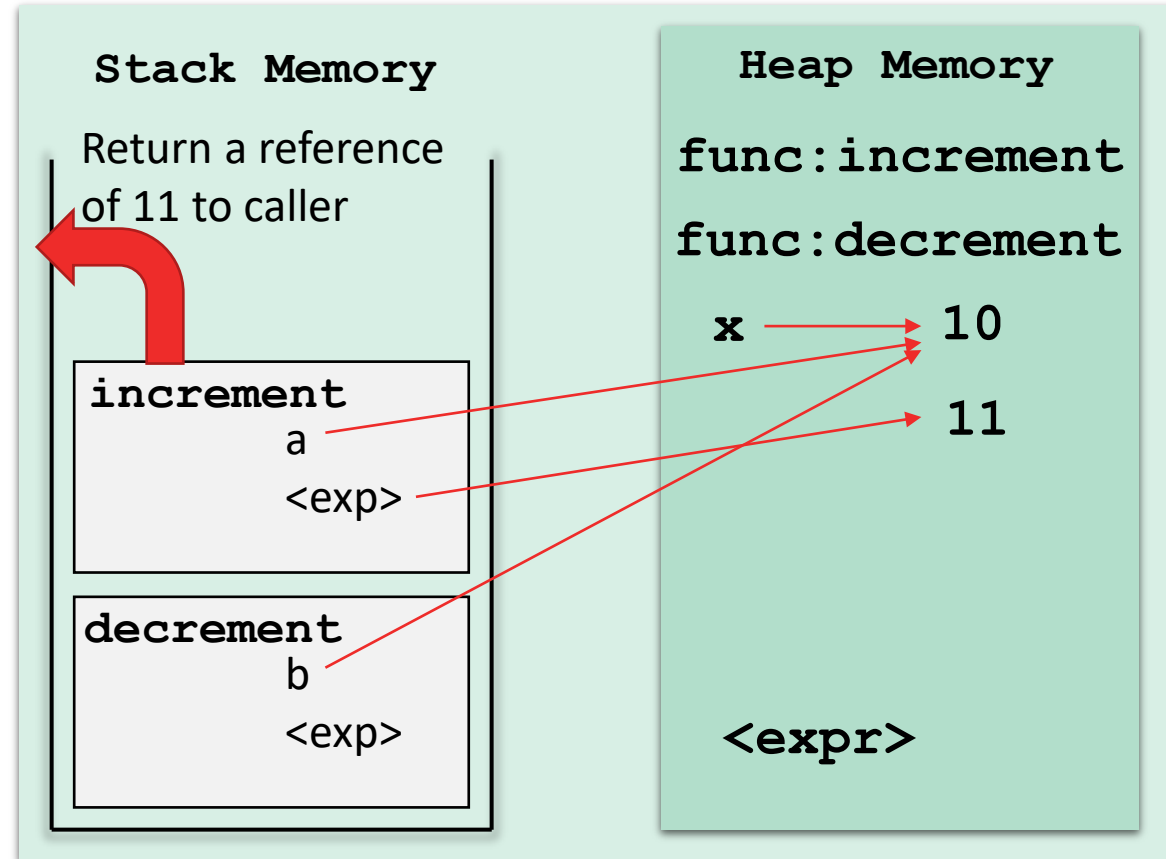 Stack Memory
Return a reference
of 11 to caller
increment
a
<exp>
decrement
b
<exp>
Heap Memory
func:increment
func:decrement
x 10
11
<expr>